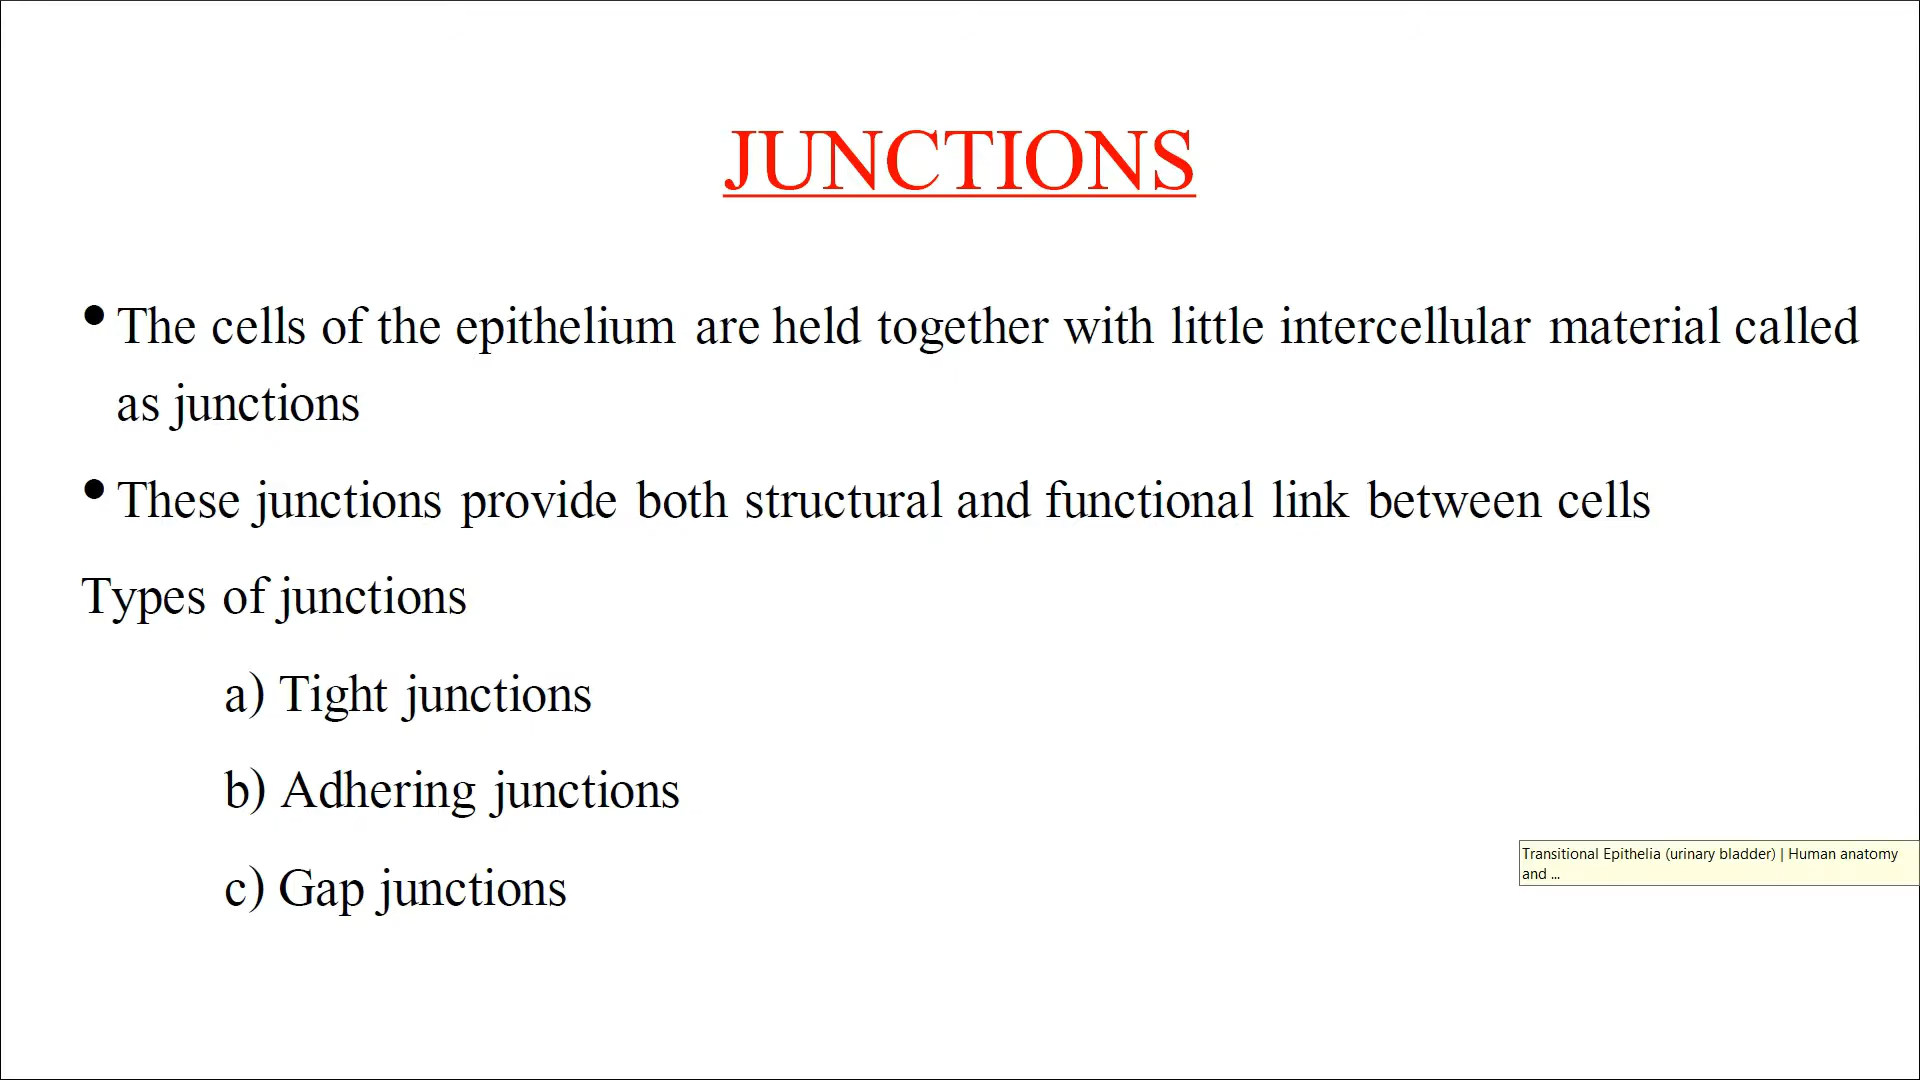 JUNCTIONS
• The cells of the epithelium are held together with little intercellular material called
as junctions
• These junctions provide both structural and functional link between cells
Types of junctions
a) Tight junctions
b) Adhering junctions
c) Gap junctions
Transitional Epithelia (urinary bladder) | Human anatomy
and ...